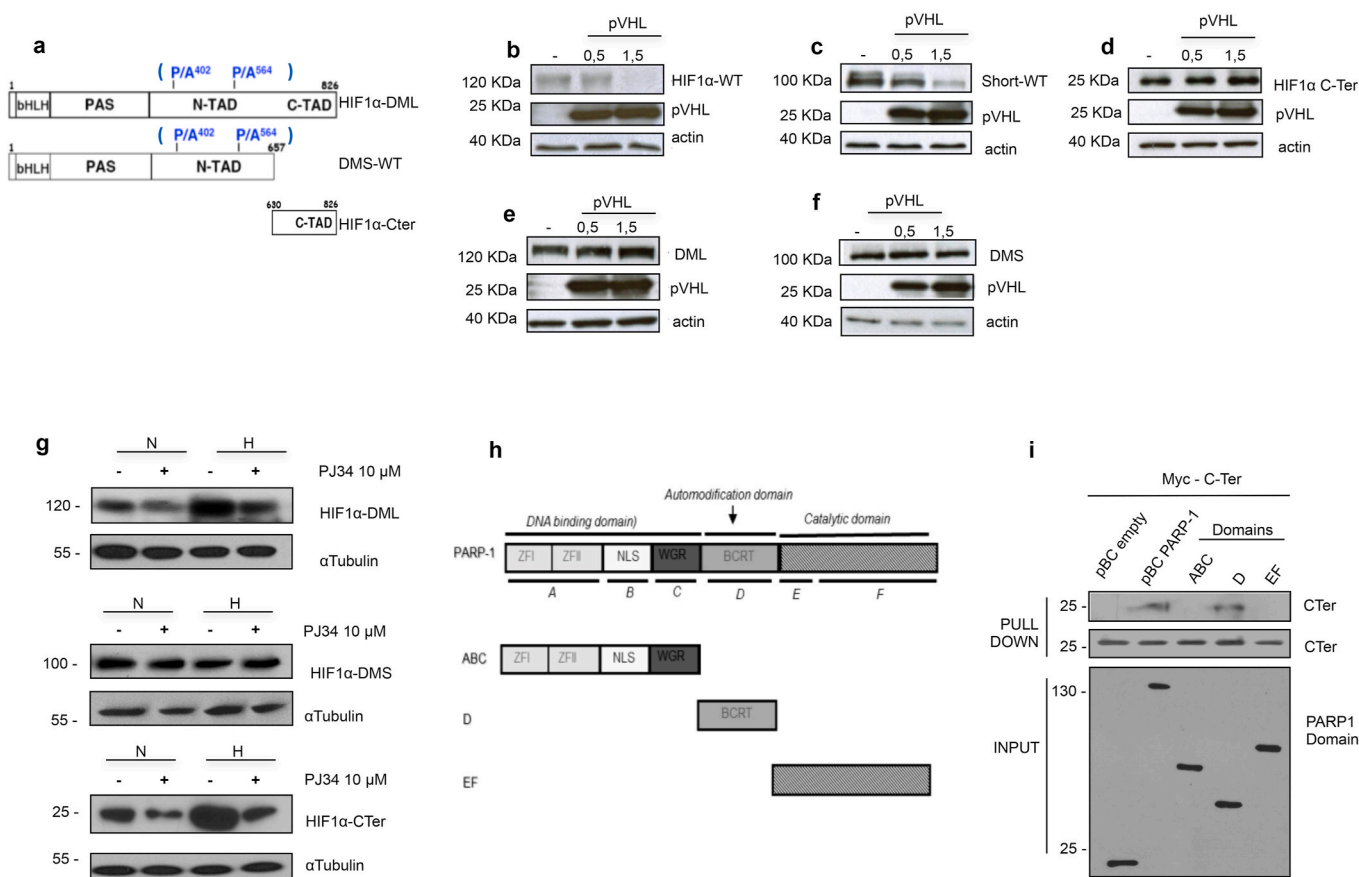 a
( P/A402 P/A564 )
1 826
bHLH PAS N-TAD C-TAD HIF1α-DML
( P/A402 P/A564 )
1 657
bHLH PAS N-TAD DMS-WT
630 826
C-TAD HIF1α-Cter
b
pVHL
- 0,5 1,5
120 KDa HIF1α-WT
25 KDa pVHL
40 KDa actin
c
pVHL
- 0,5 1,5
100 KDa Short-WT
25 KDa pVHL
40 KDa actin
d
pVHL
- 0,5 1,5
25 KDa HIF1α C-Ter
25 KDa pVHL
40 KDa actin
e
pVHL
- 0,5 1,5
120 KDa DML
25 KDa pVHL
40 KDa actin
f
pVHL
- 0,5 1,5
100 KDa DMS
25 KDa pVHL
40 KDa actin
g
N H
- + - + PJ34 10 µM
120 - HIF1α-DML
55 - αTubulin
N H
- + - + PJ34 10 µM
100 - HIF1α-DMS
55 - αTubulin
N H
- + - + PJ34 10 µM
25 - HIF1α-CTer
55 - αTubulin
h
Automodification domain
DNA binding domain) Catalytic domain
PARP-1 ZFI ZFII NLS WGR BCRT
A B C D E F
ABC ZFI ZFII NLS WGR
D BCRT
EF
i
Myc - C-Ter
pBC empty pBC PARP-1 Domains
ABC D EF
PULL DOWN
25 - CTer
25 - CTer
INPUT
130 -
25 -
PARP1
Domain